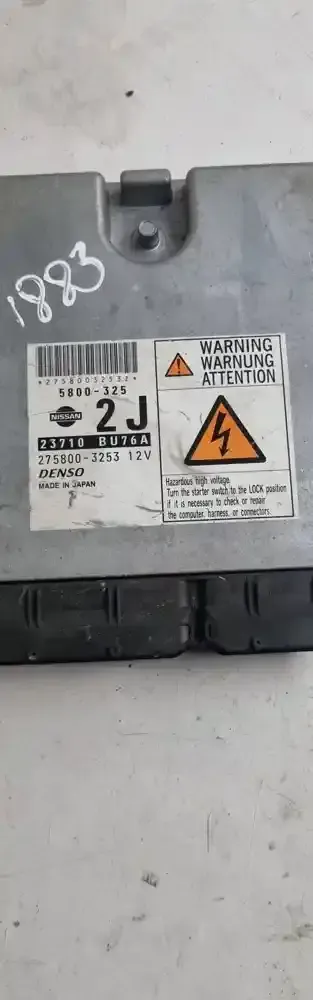 1883
*27580032532*
5800-325
NISSAN
2J
23710 BU76A
275800-3253 12V
DENSO
MADE IN JAPAN
WARNING
WARNUNG
ATTENTION
Hazardous high voltage.
Turn the starter switch to the LOCK position
if it is necessary to check or repair
the computer, harness, or connectors.